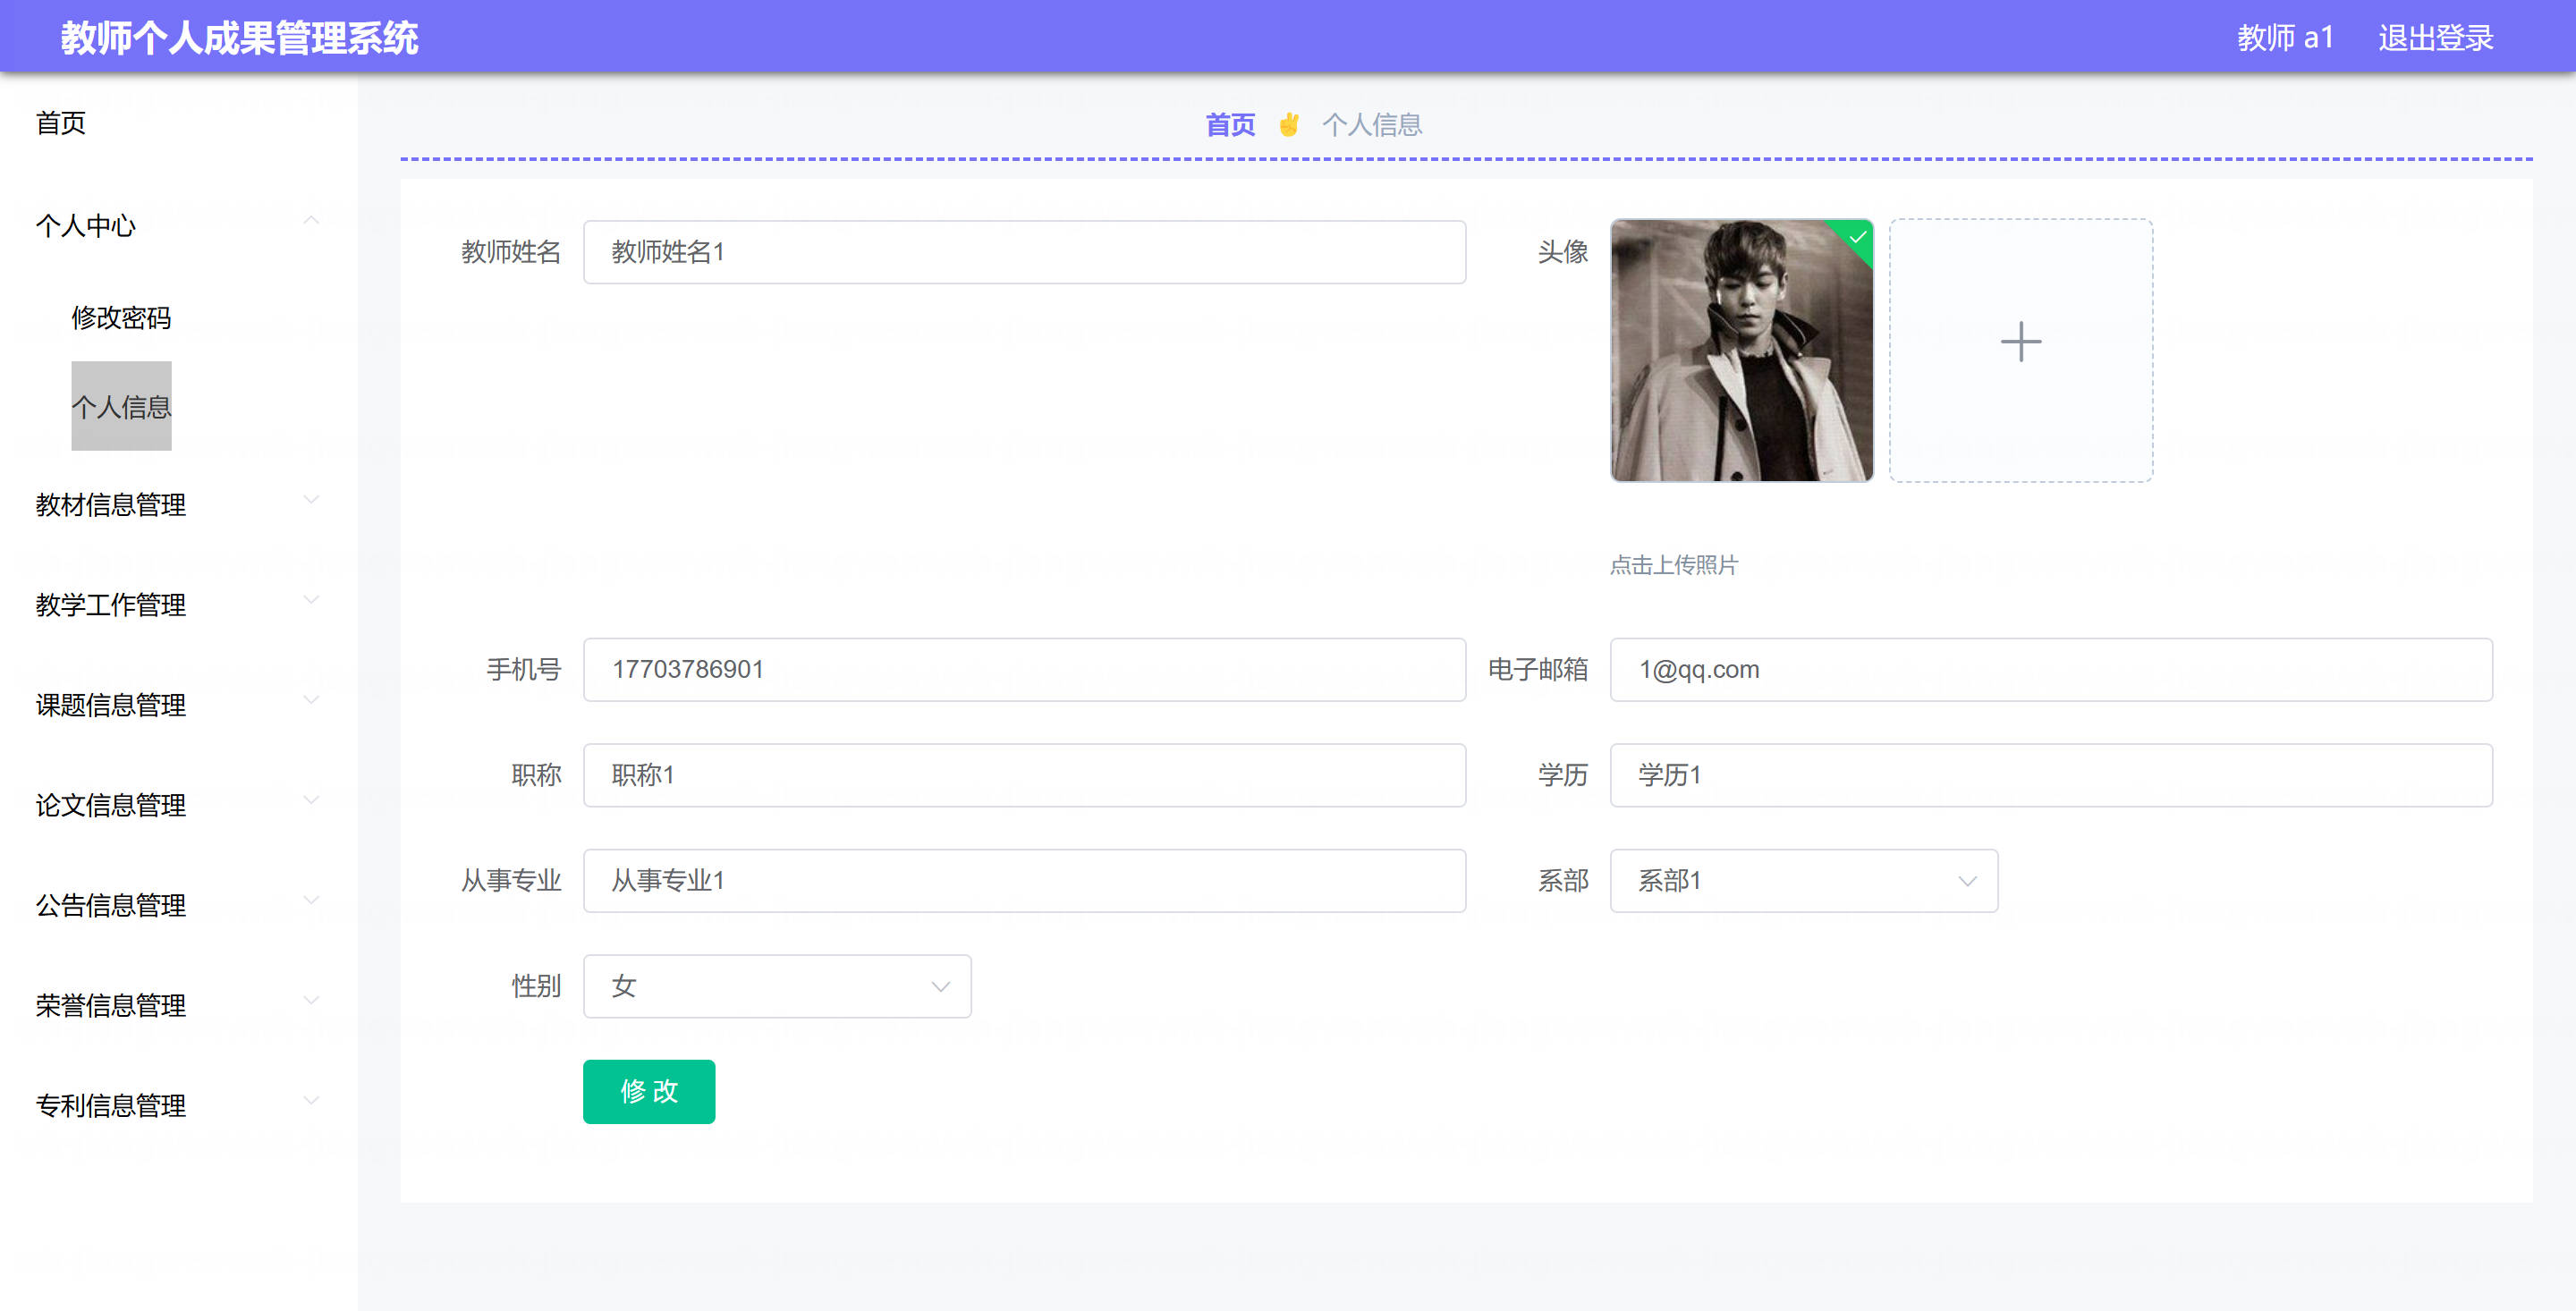 教师个人成果管理系统
教师 a1
退出登录
首页
个人中心
修改密码
个人信息
教材信息管理
教学工作管理
课题信息管理
论文信息管理
公告信息管理
荣誉信息管理
专利信息管理
首页 ✌ 个人信息
教师姓名 教师姓名1
头像
点击上传照片
手机号 17703786901
电子邮箱 1@qq.com
职称 职称1
学历 学历1
从事专业 从事专业1
系部 系部1
性别 女
修 改